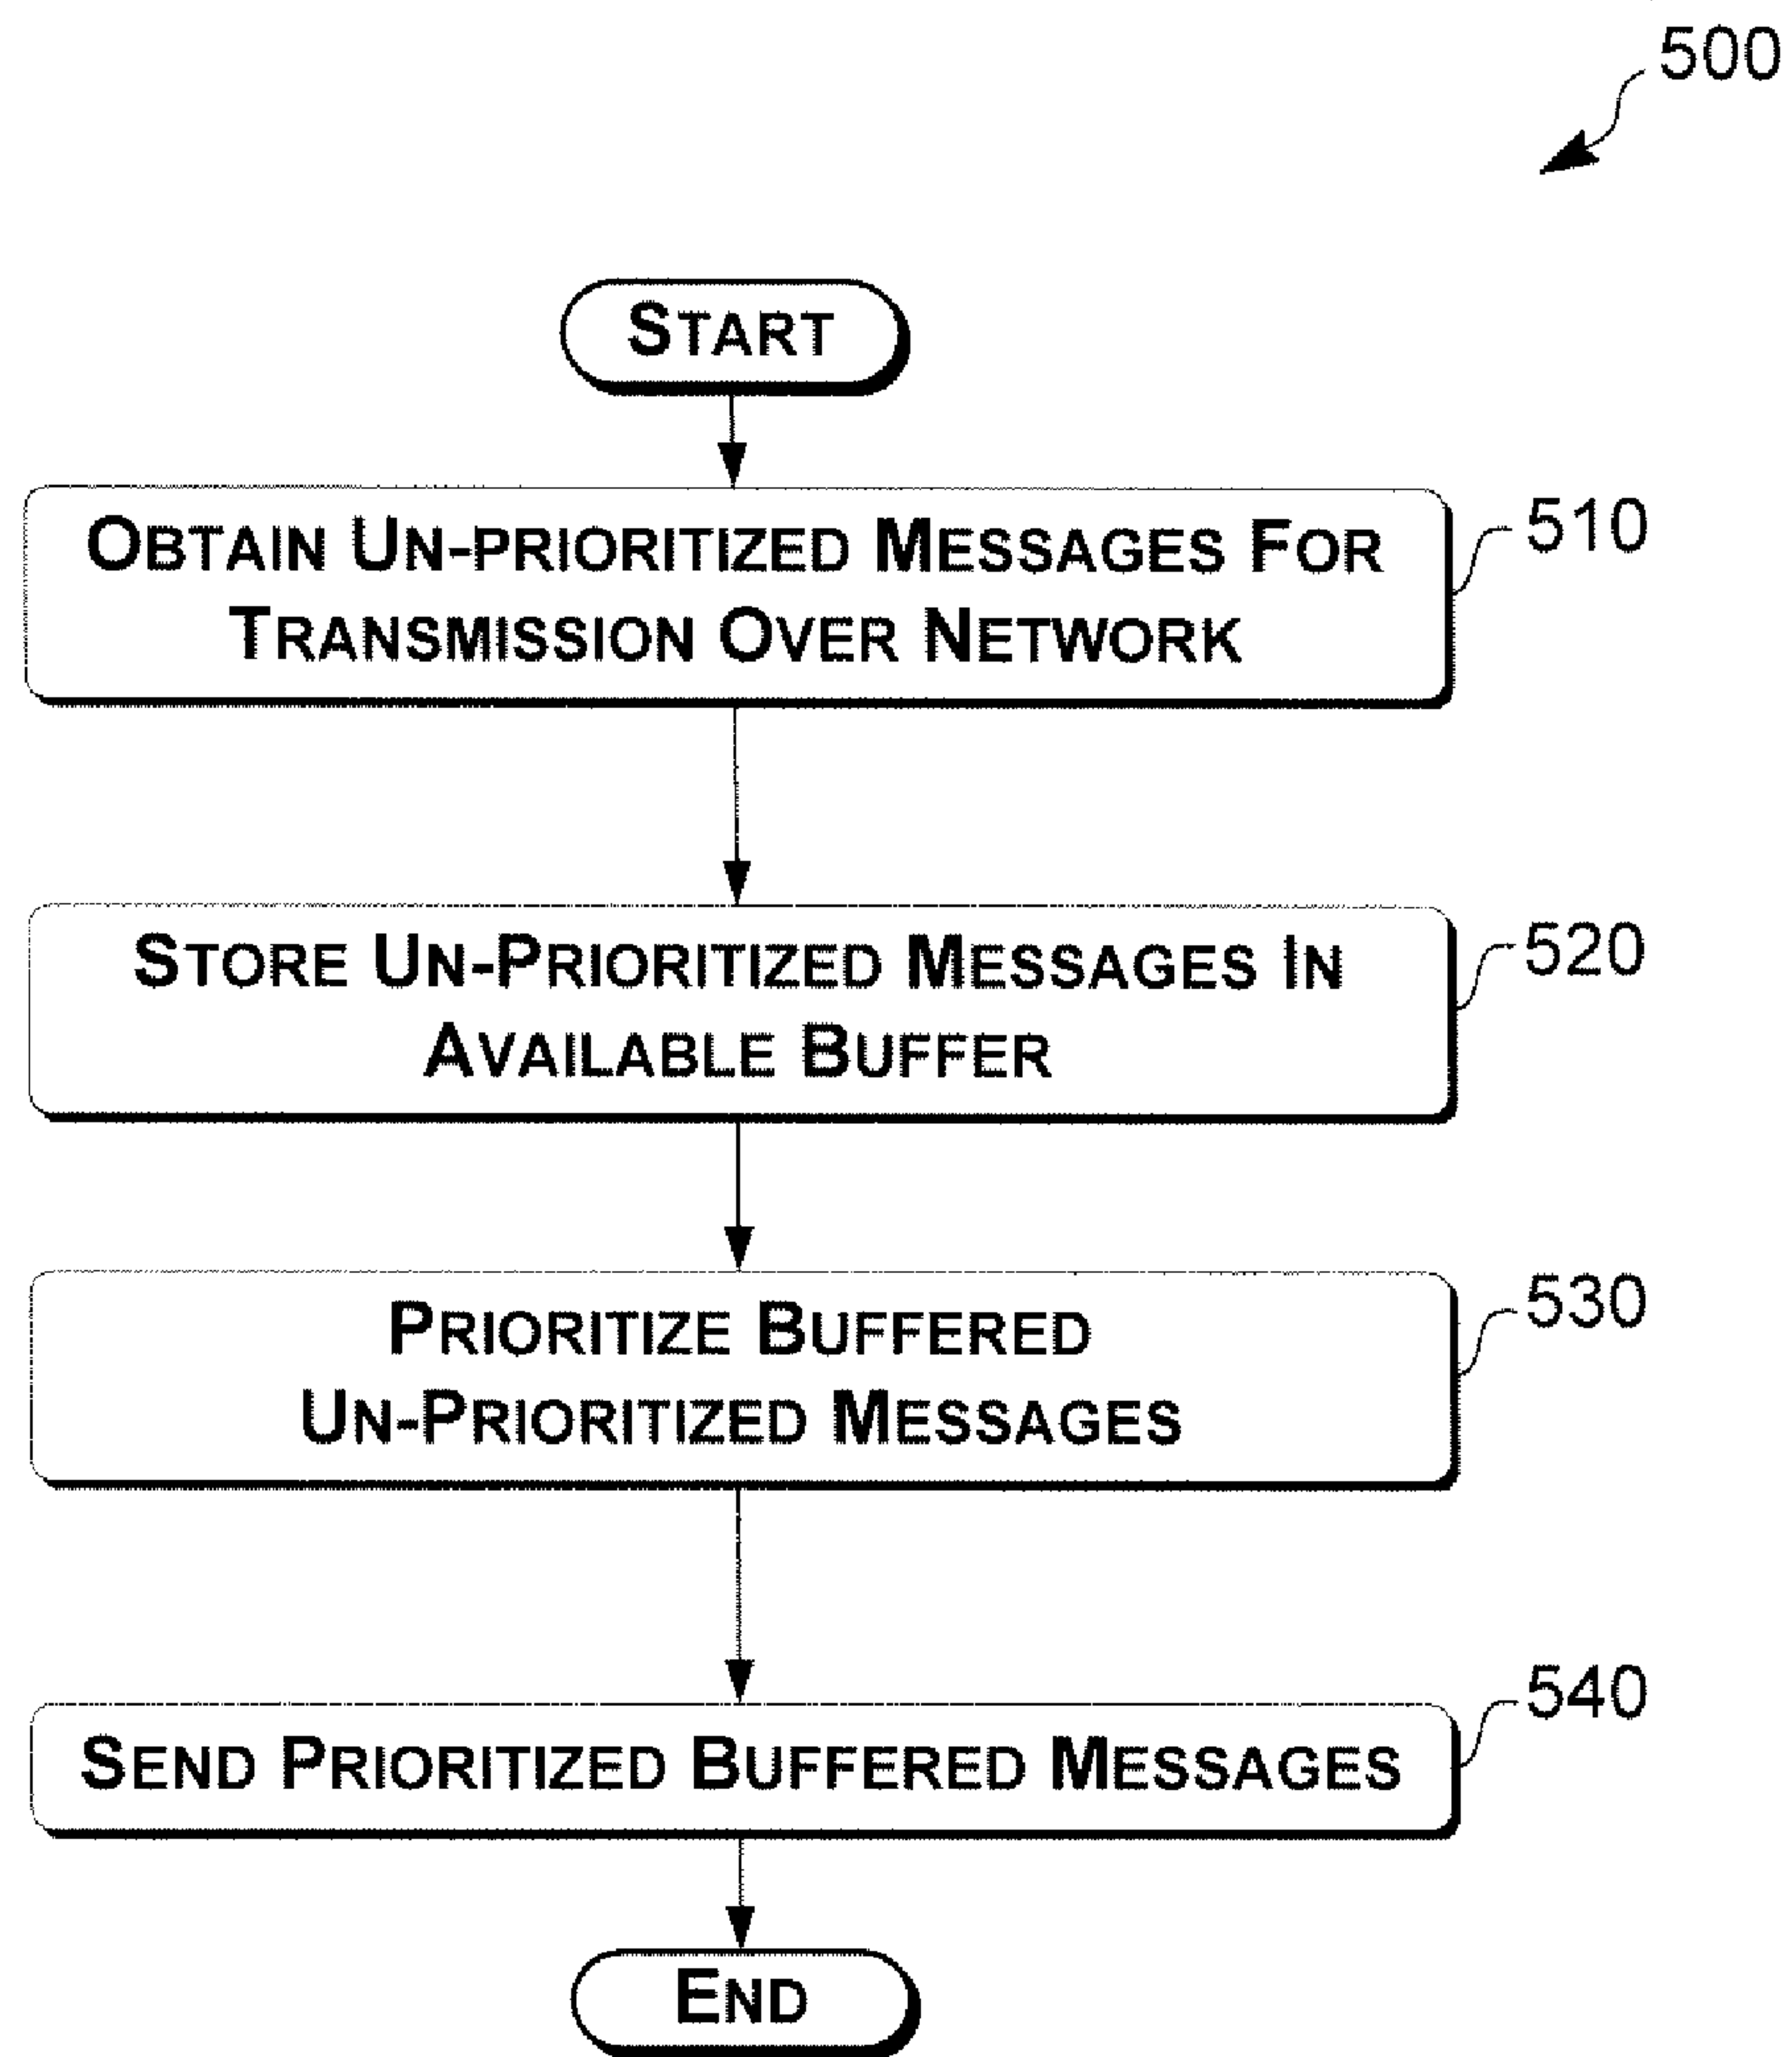 500
START
OBTAIN UN-PRIORITIZED MESSAGES FOR
TRANSMISSION OVER NETWORK
510
STORE UN-PRIORITIZED MESSAGES IN
AVAILABLE BUFFER
520
PRIORITIZE BUFFERED
UN-PRIORITIZED MESSAGES
530
SEND PRIORITIZED BUFFERED MESSAGES
540
END